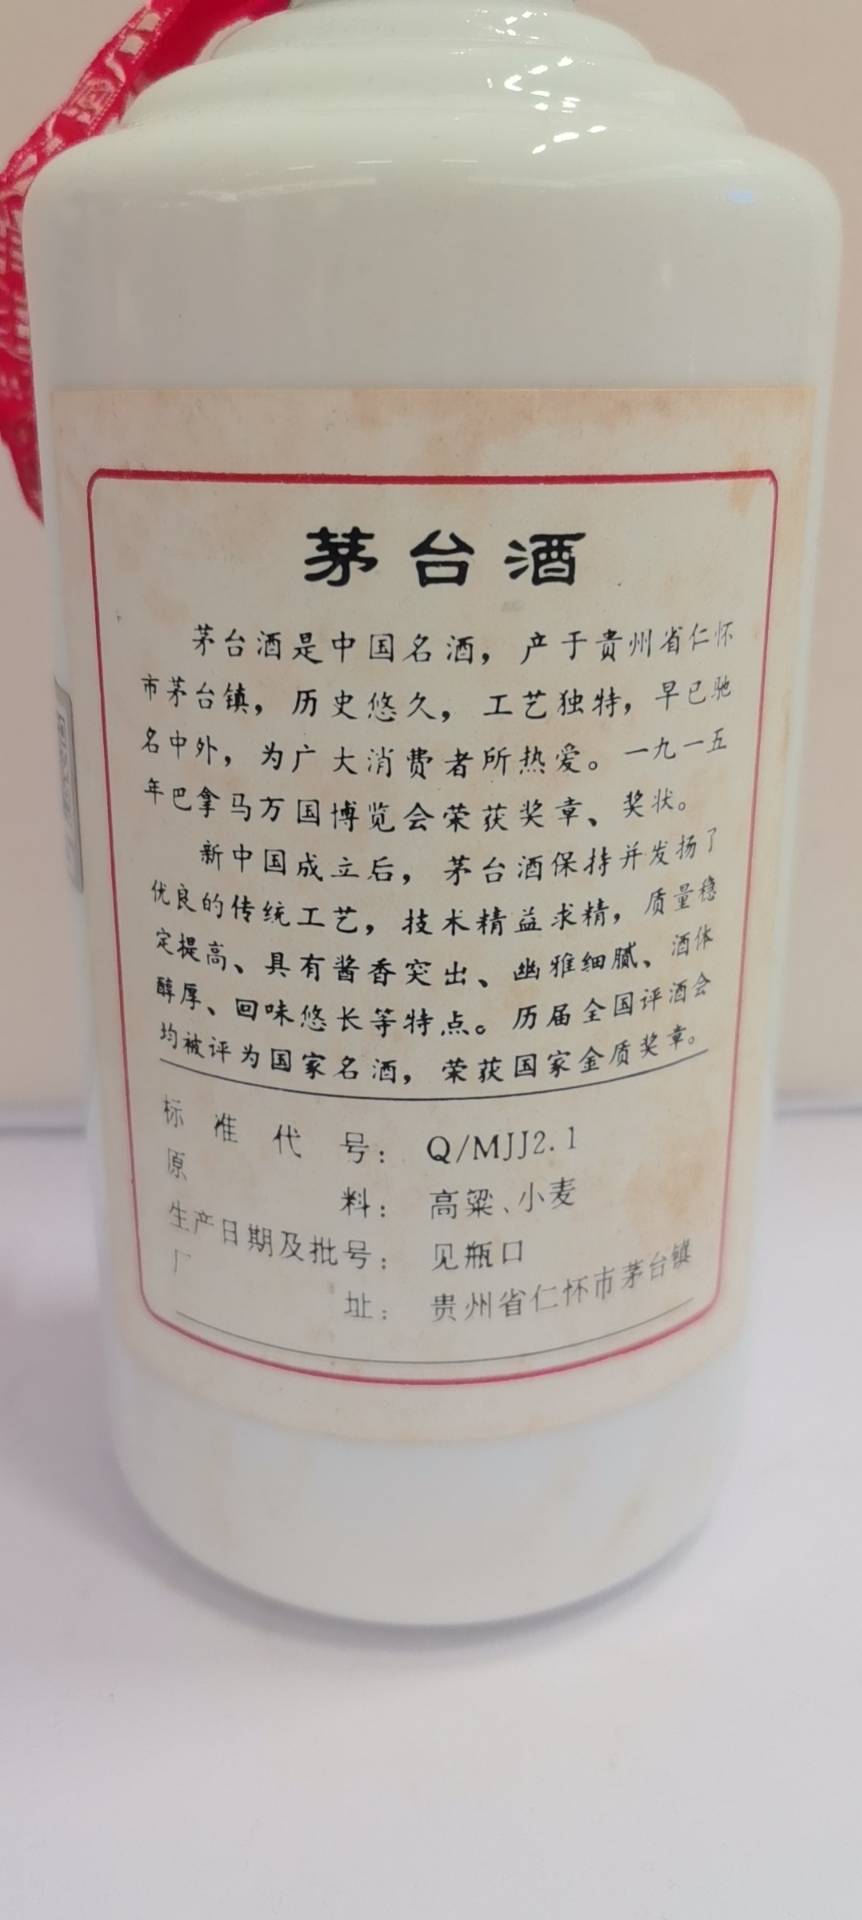 茅台酒
茅台酒是中国名酒，产于贵州省仁怀
市茅台镇，历史悠久，工艺独特，早已驰
名中外，为广大消费者所热爱。一九一五
年巴拿马万国博览会荣获奖章、奖状。
新中国成立后，茅台酒保持并发扬了
优良的传统工艺，技术精益求精，质量稳
定提高、具有酱香突出、幽雅细腻、酒体
醇厚、回味悠长等特点。历届全国评酒会
均被评为国家名酒，荣获国家金质奖章。
标准代号：Q/MJJ2.1
原料：高粱、小麦
生产日期及批号：见瓶口
厂址：贵州省仁怀市茅台镇